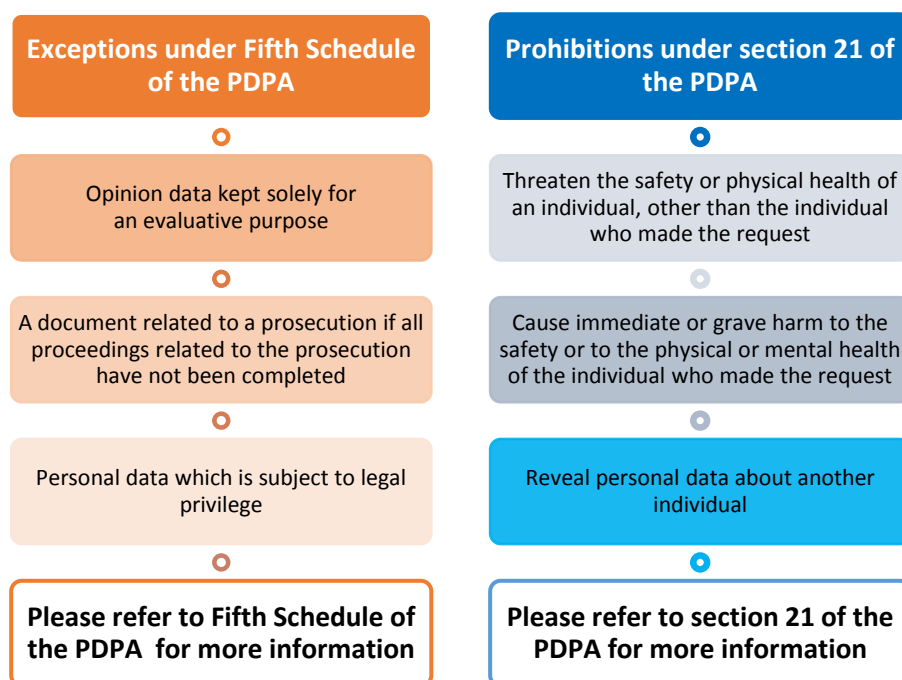 Exceptions under Fifth Schedule
of the PDPA
Opinion data kept solely for
an evaluative purpose
A document related to a prosecution if all
proceedings related to the prosecution
have not been completed
Personal data which is subject to legal
privilege
Please refer to Fifth Schedule of
the PDPA for more information
Prohibitions under section 21 of
the PDPA
Threaten the safety or physical health of
an individual, other than the individual
who made the request
Cause immediate or grave harm to the
safety or to the physical or mental health
of the individual who made the request
Reveal personal data about another
individual
Please refer to section 21 of the
PDPA for more information